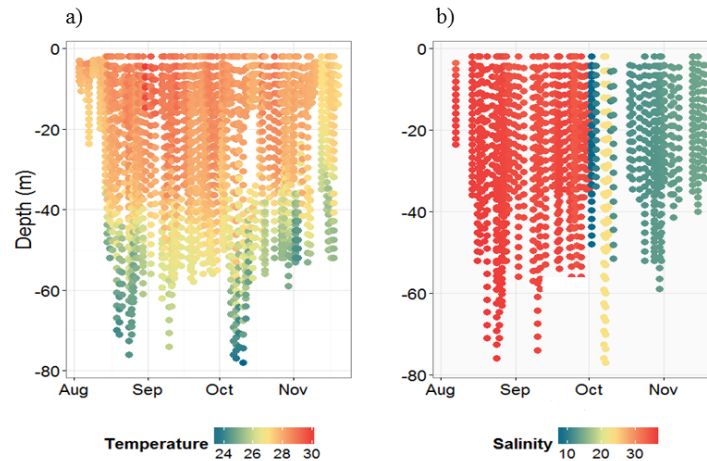 a)
b)
0
-20
-40
-60
-80
Depth (m)
Aug Sep Oct Nov
0
-20
-40
-60
-80
Aug Sep Oct Nov
Temperature 24 26 28 30
Salinity 10 20 30